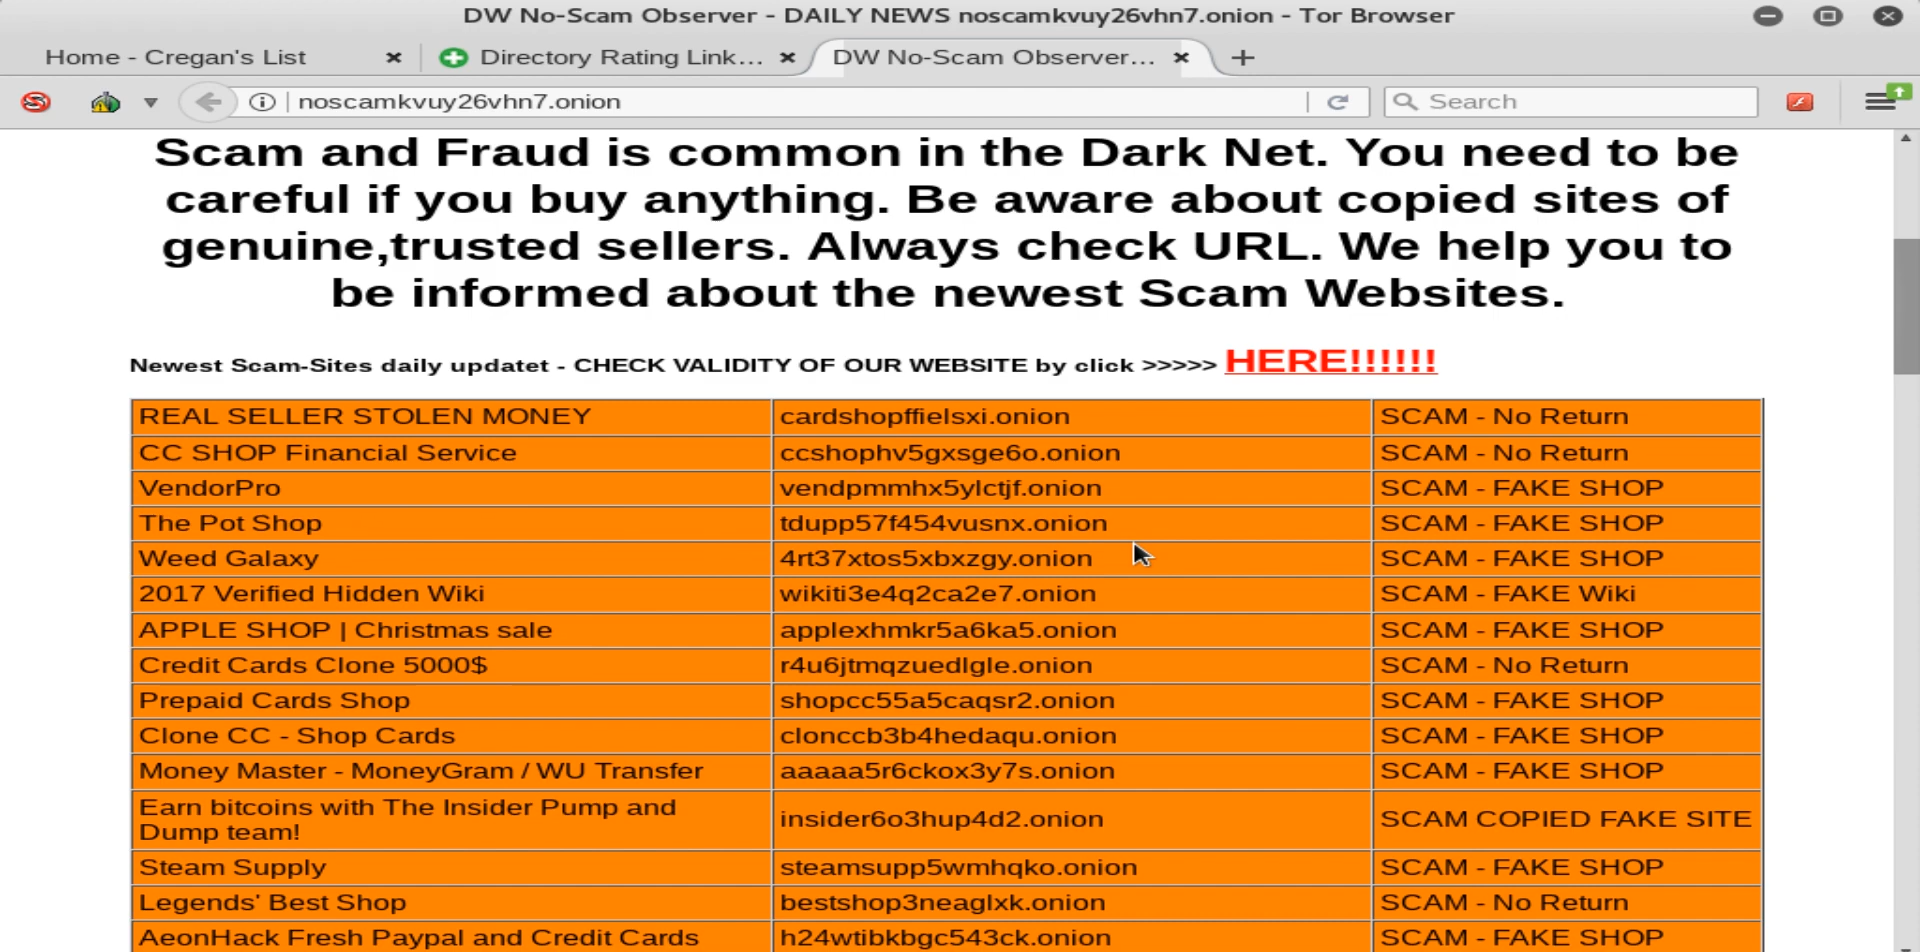 DW No-Scam Observer - DAILY NEWS noscamkvuy26vhn7.onion - Tor Browser
Home - Cregan's List
Directory Rating Link...
DW No-Scam Observer...
noscamkvuy26vhn7.onion
Search
Scam and Fraud is common in the Dark Net. You need to be
careful if you buy anything. Be aware about copied sites of
genuine,trusted sellers. Always check URL. We help you to
be informed about the newest Scam Websites.
Newest Scam-Sites daily updatet - CHECK VALIDITY OF OUR WEBSITE by click >>>>> HERE!!!!!!
REAL SELLER STOLEN MONEY cardshopffielsxi.onion SCAM - No Return
CC SHOP Financial Service ccshophv5gxsge6o.onion SCAM - No Return
VendorPro vendpmmhx5ylctjf.onion SCAM - FAKE SHOP
The Pot Shop tdupp57f454vusnx.onion SCAM - FAKE SHOP
Weed Galaxy 4rt37xtos5xbxzgy.onion SCAM - FAKE SHOP
2017 Verified Hidden Wiki wikiti3e4q2ca2e7.onion SCAM - FAKE Wiki
APPLE SHOP | Christmas sale applexhmkr5a6ka5.onion SCAM - FAKE SHOP
Credit Cards Clone 5000$ r4u6jtmqzuedlgle.onion SCAM - No Return
Prepaid Cards Shop shopcc55a5caqsr2.onion SCAM - FAKE SHOP
Clone CC - Shop Cards clonccb3b4hedaqu.onion SCAM - FAKE SHOP
Money Master - MoneyGram / WU Transfer aaaaa5r6ckox3y7s.onion SCAM - FAKE SHOP
Earn bitcoins with The Insider Pump and
Dump team! insider6o3hup4d2.onion SCAM COPIED FAKE SITE
Steam Supply steamsupp5wmhqko.onion SCAM - FAKE SHOP
Legends' Best Shop bestshop3neaglxk.onion SCAM - No Return
AeonHack Fresh Paypal and Credit Cards h24wtibkbgc543ck.onion SCAM - FAKE SHOP